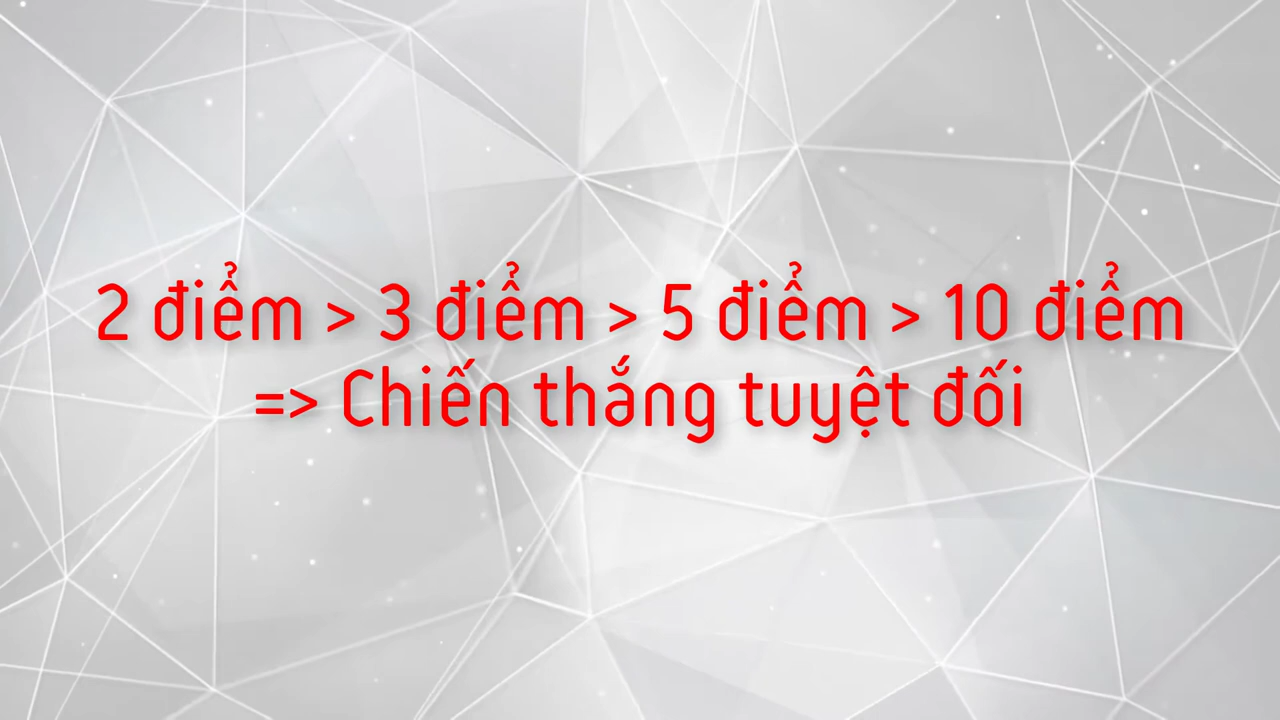 2 điểm > 3 điểm > 5 điểm > 10 điểm
=> Chiến thắng tuyệt đối